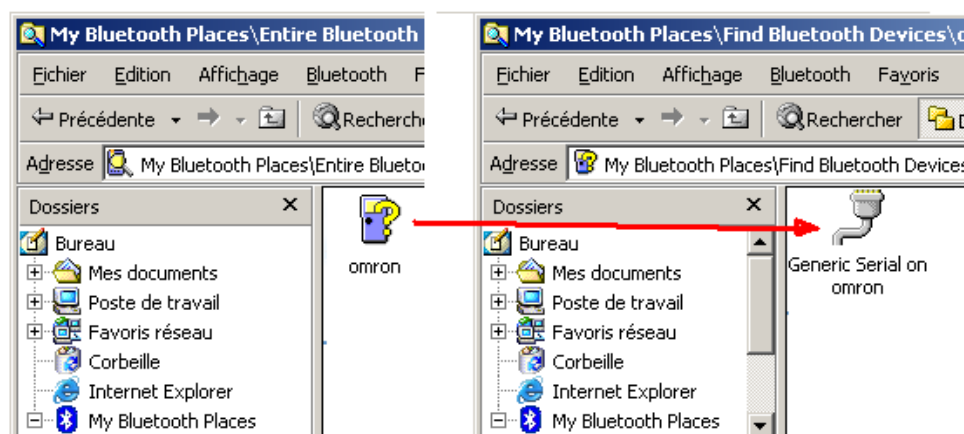 My Bluetooth Places\Entire Bluetooth
Fichier Edition Affichage Bluetooth F
Précédente Recherche
Adresse My Bluetooth Places\Entire Blueto
Dossiers
Bureau
Mes documents
Poste de travail
Favoris réseau
Corbeille
Internet Explorer
My Bluetooth Places
omron
My Bluetooth Places\Find Bluetooth Devices\
Fichier Edition Affichage Bluetooth Favoris
Précédente Rechercher D
Adresse My Bluetooth Places\Find Bluetooth Devices
Dossiers
Bureau
Mes documents
Poste de travail
Favoris réseau
Corbeille
Internet Explorer
My Bluetooth Places
Generic Serial on
omron